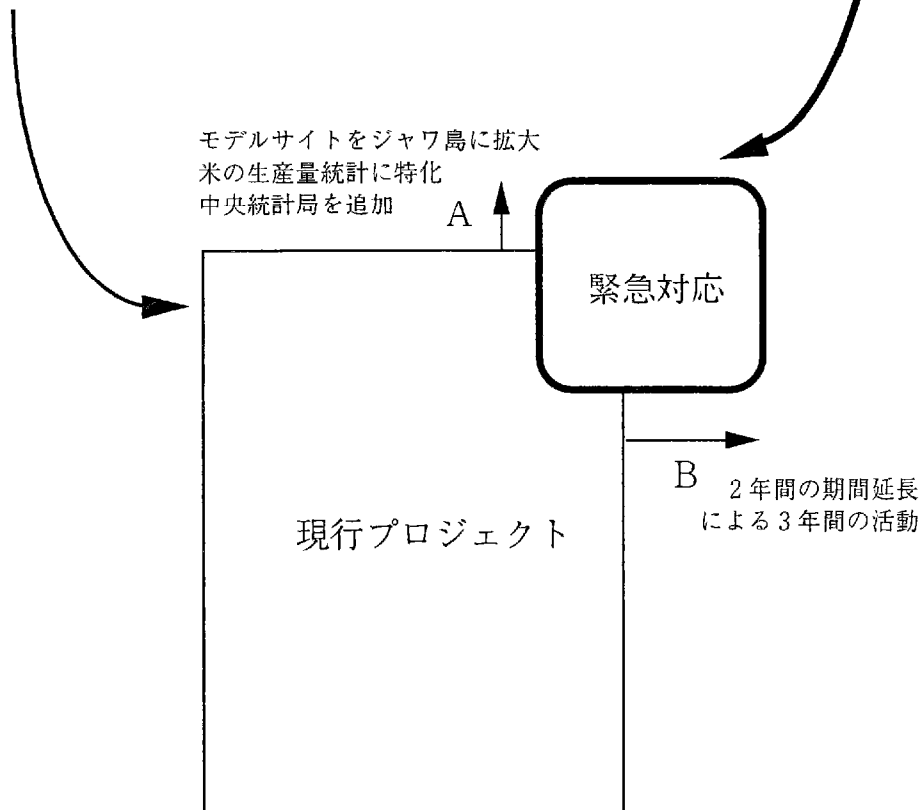 モデルサイトをジャワ島に拡大
米の生産量統計に特化
中央統計局を追加
A
緊急対応
B
2年間の期間延長
による3年間の活動
現行プロジェクト